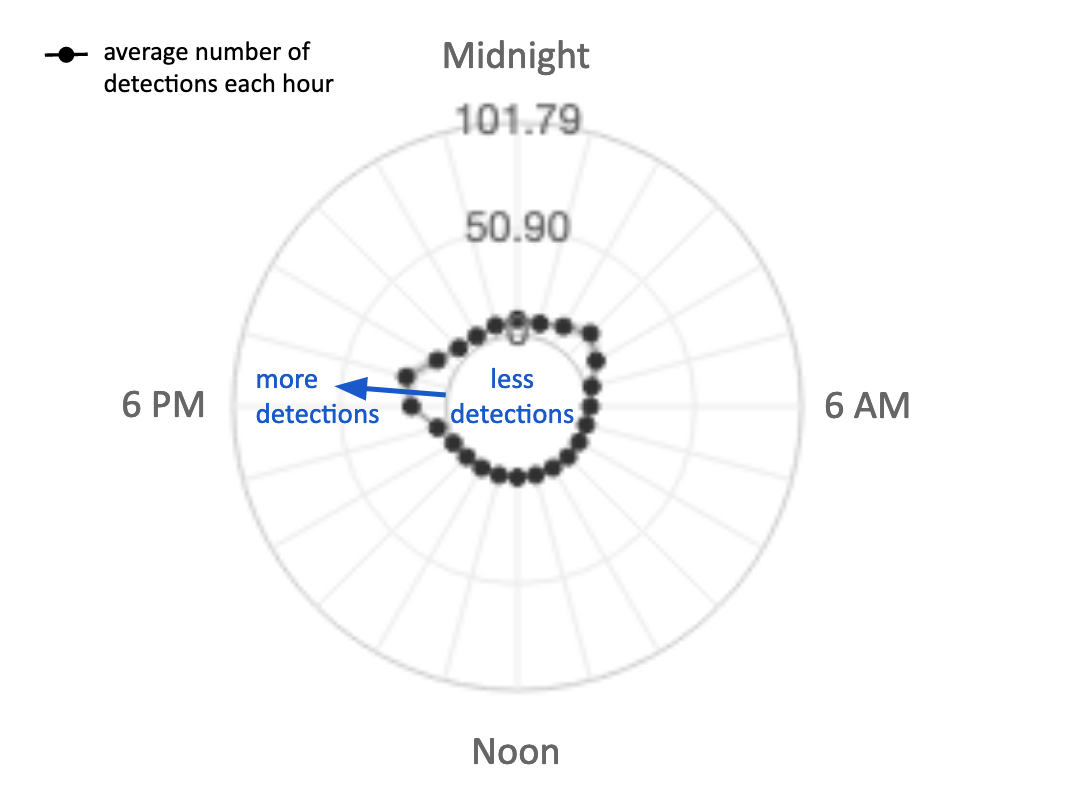 average number of
detections each hour
Midnight
101.79
50.90
0
more
detections
less
detections
6 PM
6 AM
Noon